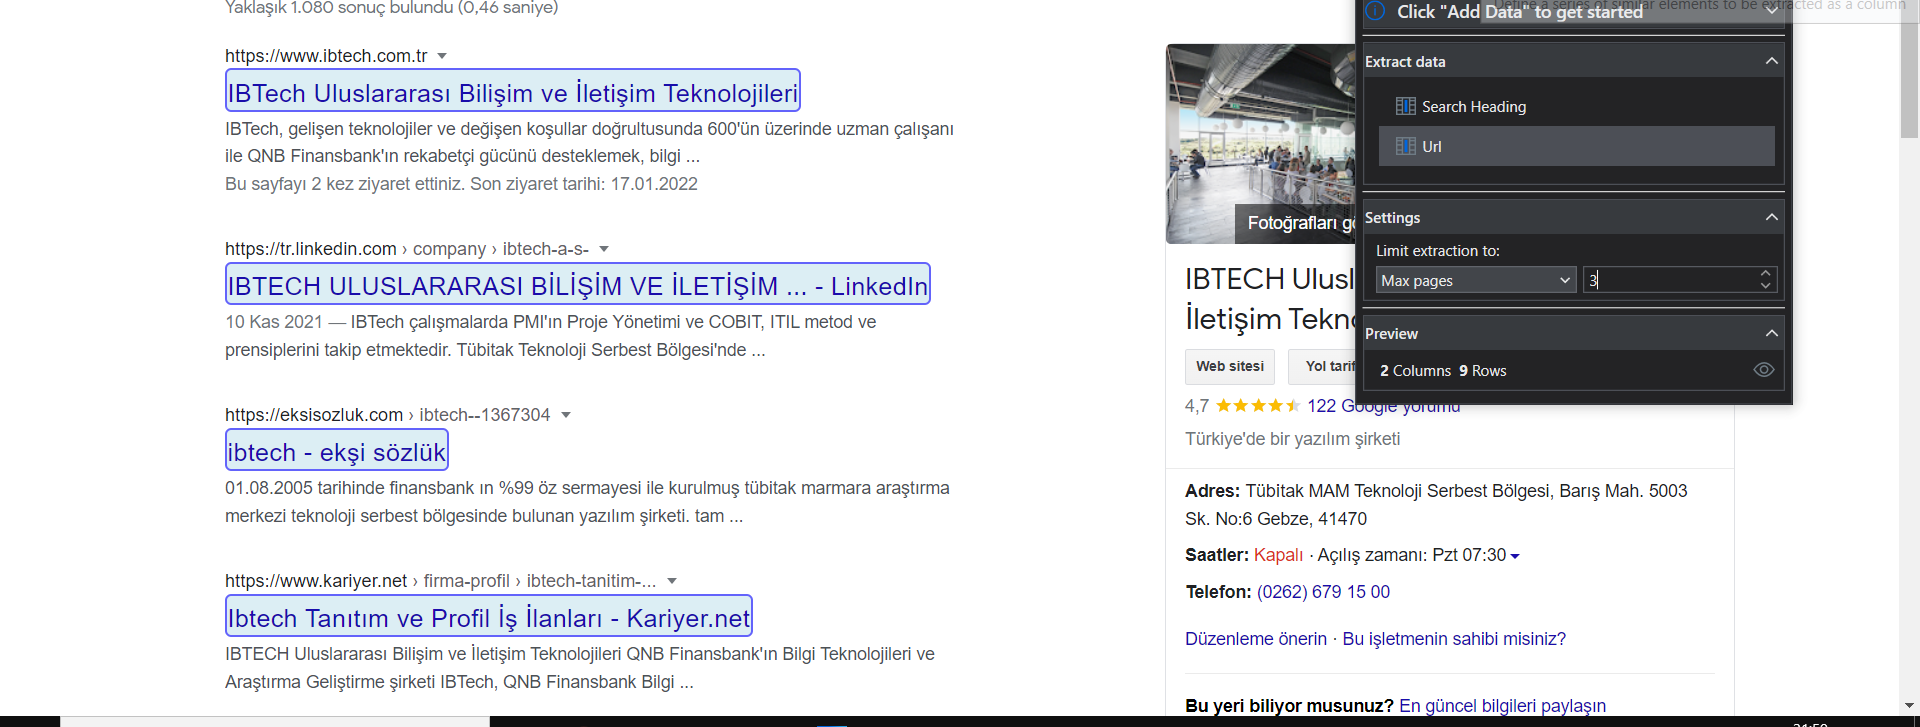 Yaklaşık 1.080 sonuç bulundu (0,46 saniye)
https://www.ibtech.com.tr
IBTech Uluslararası Bilişim ve İletişim Teknolojileri
IBTech, gelişen teknolojiler ve değişen koşullar doğrultusunda 600'ün üzerinde uzman çalışanı
ile QNB Finansbank'ın rekabetçi gücünü desteklemek, bilgi ...
Bu sayfayı 2 kez ziyaret ettiniz. Son ziyaret tarihi: 17.01.2022
https://tr.linkedin.com › company › ibtech-a-s-
IBTECH ULUSLARARASI BİLİŞİM VE İLETİŞİM ... - LinkedIn
10 Kas 2021 — IBTech çalışmalarda PMI'ın Proje Yönetimi ve COBIT, ITIL metod ve
prensiplerini takip etmektedir. Tübitak Teknoloji Serbest Bölgesi'nde ...
https://eksisozluk.com › ibtech--1367304
ibtech - ekşi sözlük
01.08.2005 tarihinde finansbank ın %99 öz sermayesi ile kurulmuş tübitak marmara araştırma
merkezi teknoloji serbest bölgesinde bulunan yazılım şirketi. tam ...
https://www.kariyer.net › firma-profil › ibtech-tanitim-...
Ibtech Tanıtım ve Profil İş İlanları - Kariyer.net
IBTECH Uluslararası Bilişim ve İletişim Teknolojileri QNB Finansbank'ın Bilgi Teknolojileri ve
Araştırma Geliştirme şirketi IBTech, QNB Finansbank Bilgi ...
Fotoğrafları gö
IBTECH Ulusl
İletişim Tekno
Web sitesi
Yol tarif
4,7 122 Google yorumu
Türkiye'de bir yazılım şirketi
Adres: Tübitak MAM Teknoloji Serbest Bölgesi, Barış Mah. 5003
Sk. No:6 Gebze, 41470
Saatler: Kapalı · Açılış zamanı: Pzt 07:30
Telefon: (0262) 679 15 00
Düzenleme önerin · Bu işletmenin sahibi misiniz?
Bu yeri biliyor musunuz? En güncel bilgileri paylaşın
Click "Add Data" to get started
Define a series of similar elements to be extracted as a column
Extract data
Search Heading
Url
Settings
Limit extraction to:
Max pages
3
Preview
2 Columns 9 Rows